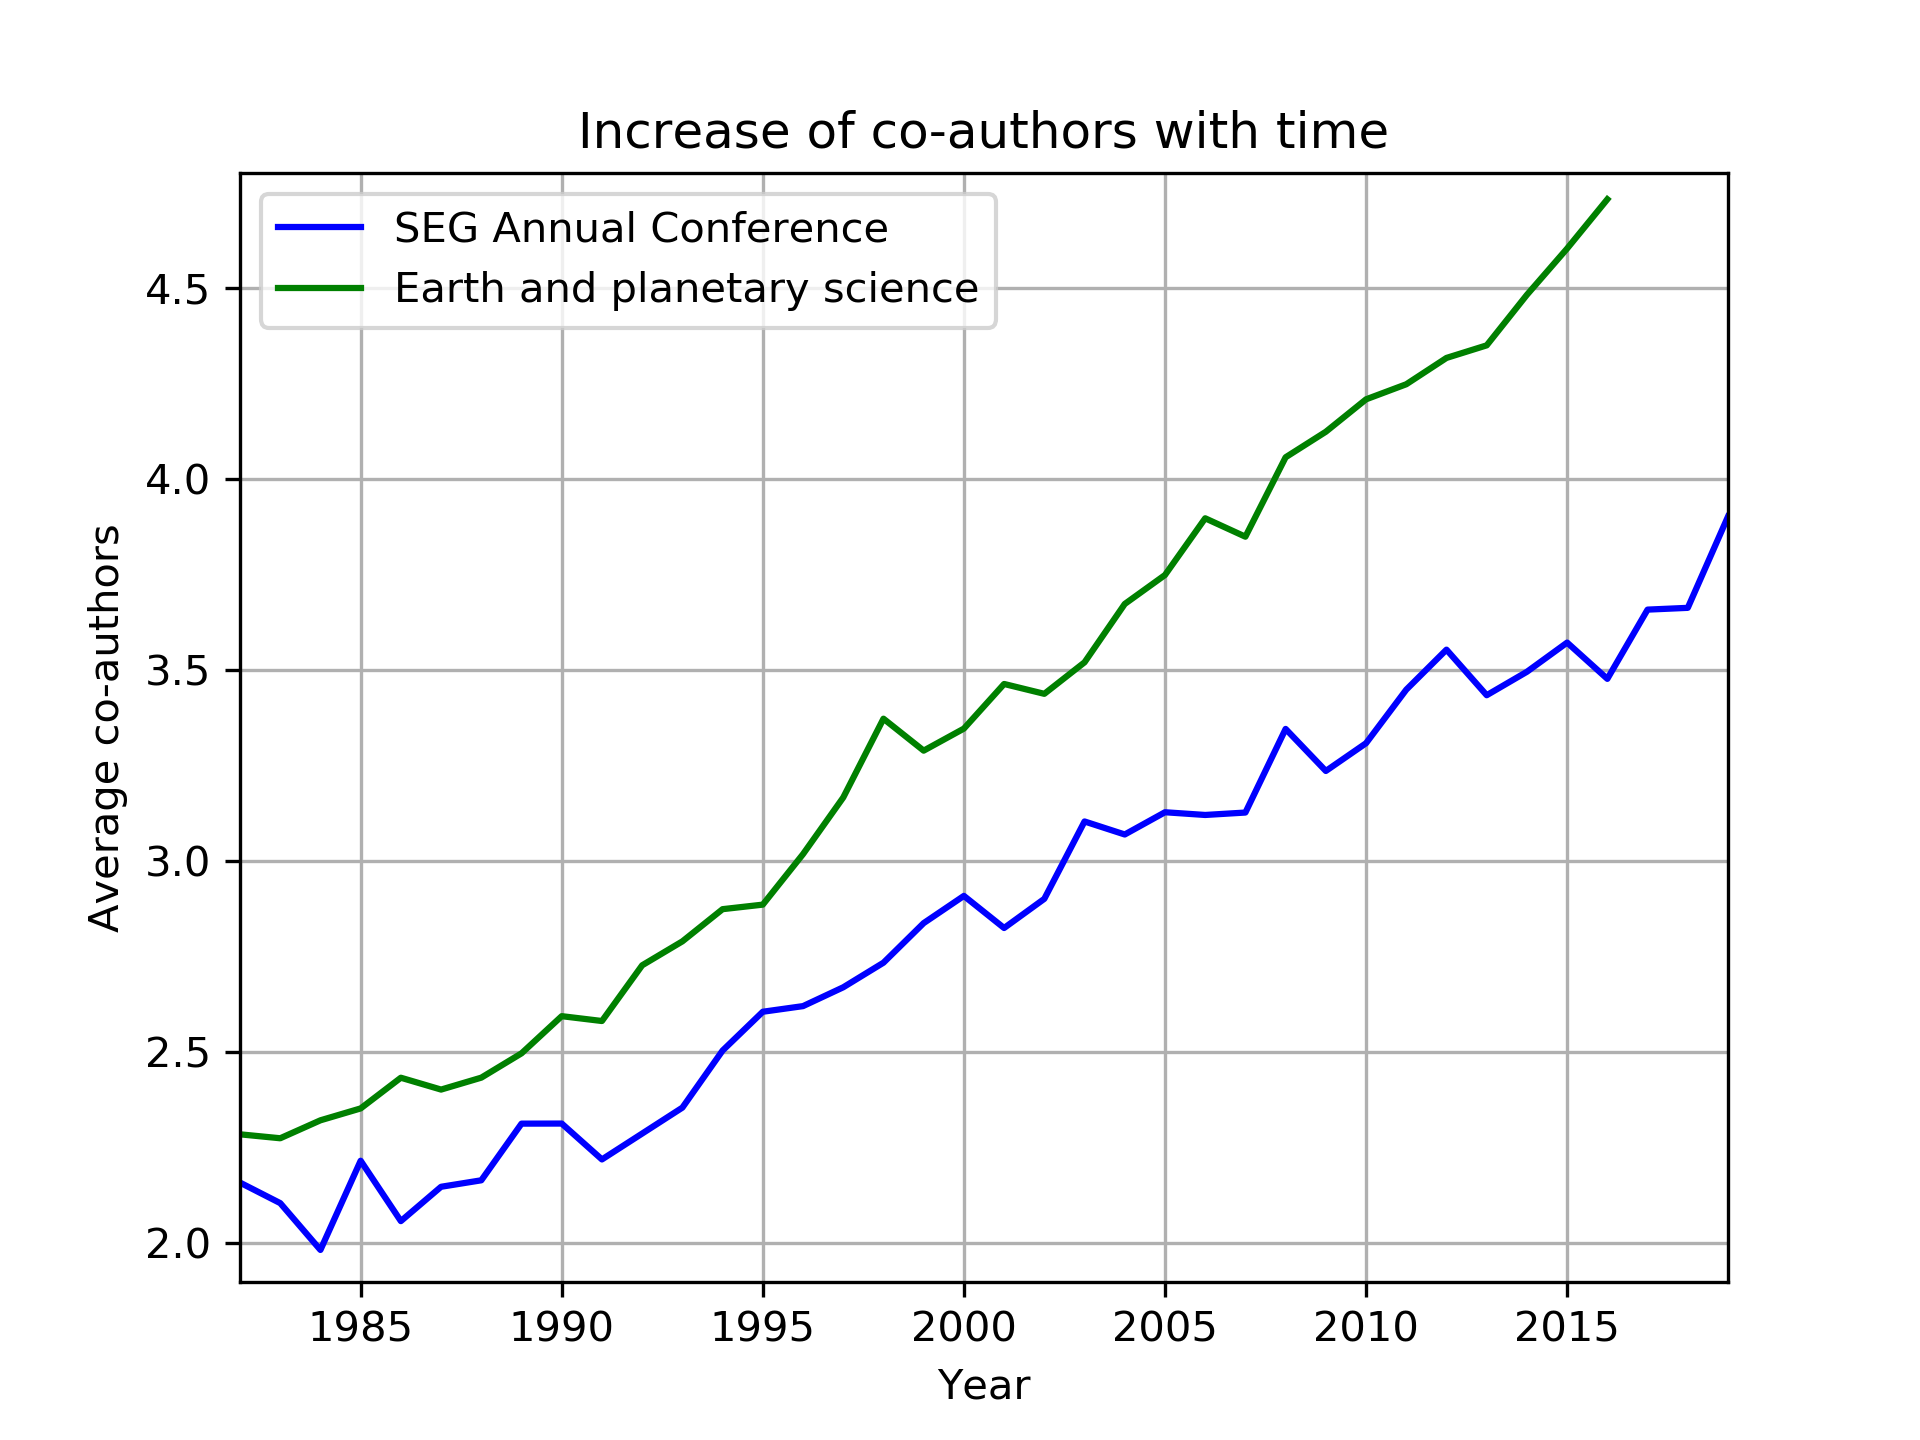 Increase of co-authors with time
SEG Annual Conference
Earth and planetary science
4.5
4.0
3.5
3.0
2.5
2.0
Average co-authors
1985 1990 1995 2000 2005 2010 2015
Year